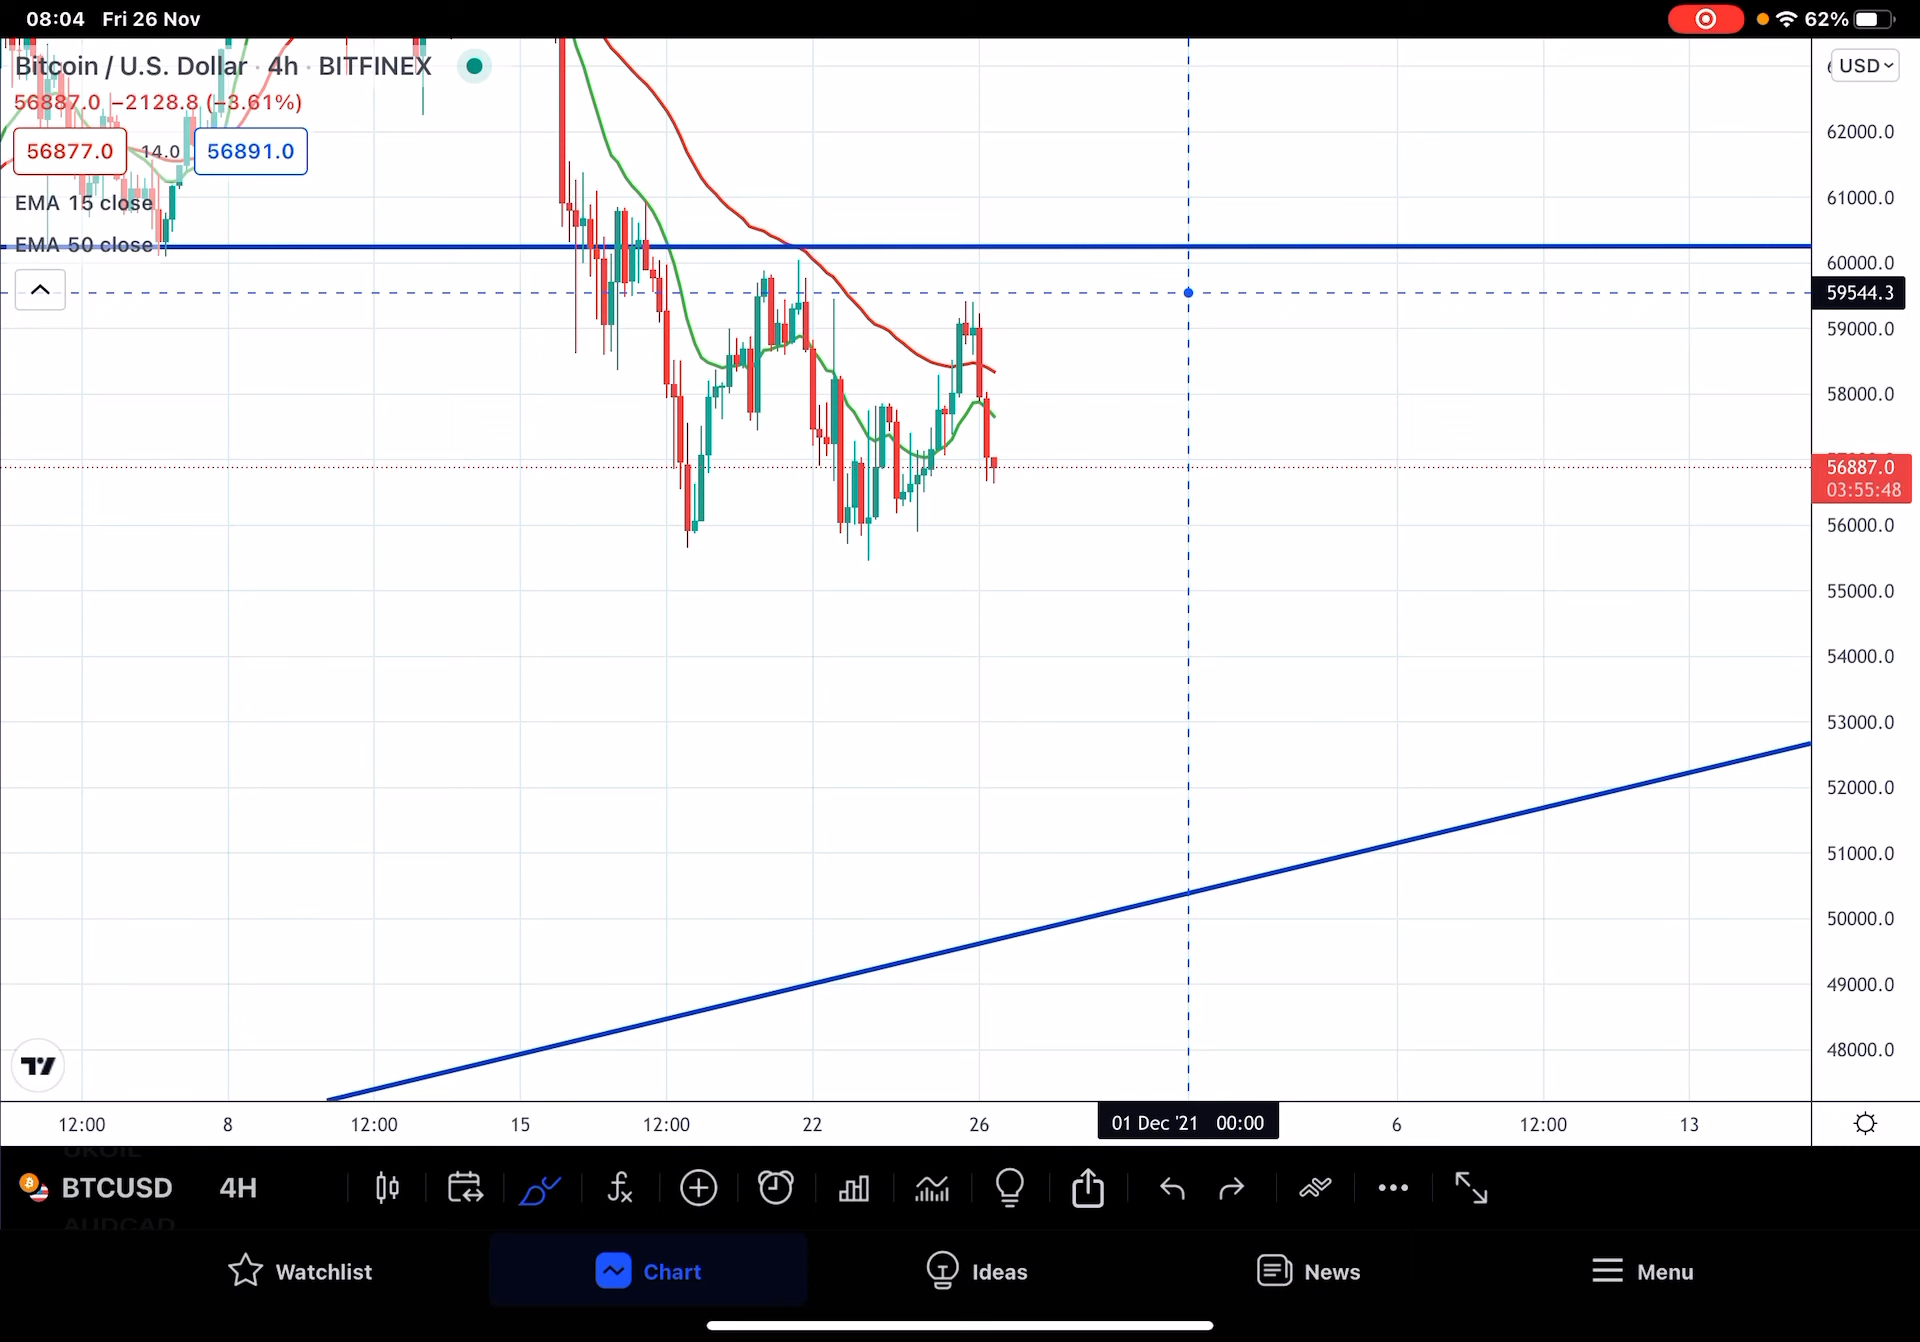 08:04 Fri 26 Nov
62%
Bitcoin / U.S. Dollar · 4h · BITFINEX
USD
56887.0 −2128.8 (−3.61%)
56877.0 14.0 56891.0
EMA 15 close
EMA 50 close
62000.0
61000.0
60000.0
59544.3
59000.0
58000.0
56887.0
03:55:48
56000.0
55000.0
54000.0
53000.0
52000.0
51000.0
50000.0
49000.0
48000.0
12:00 8 12:00 15 12:00 22 26 01 Dec '21 00:00 6 12:00 13
UKOIL
BTCUSD 4H
AUDCAD
Watchlist Chart Ideas News Menu